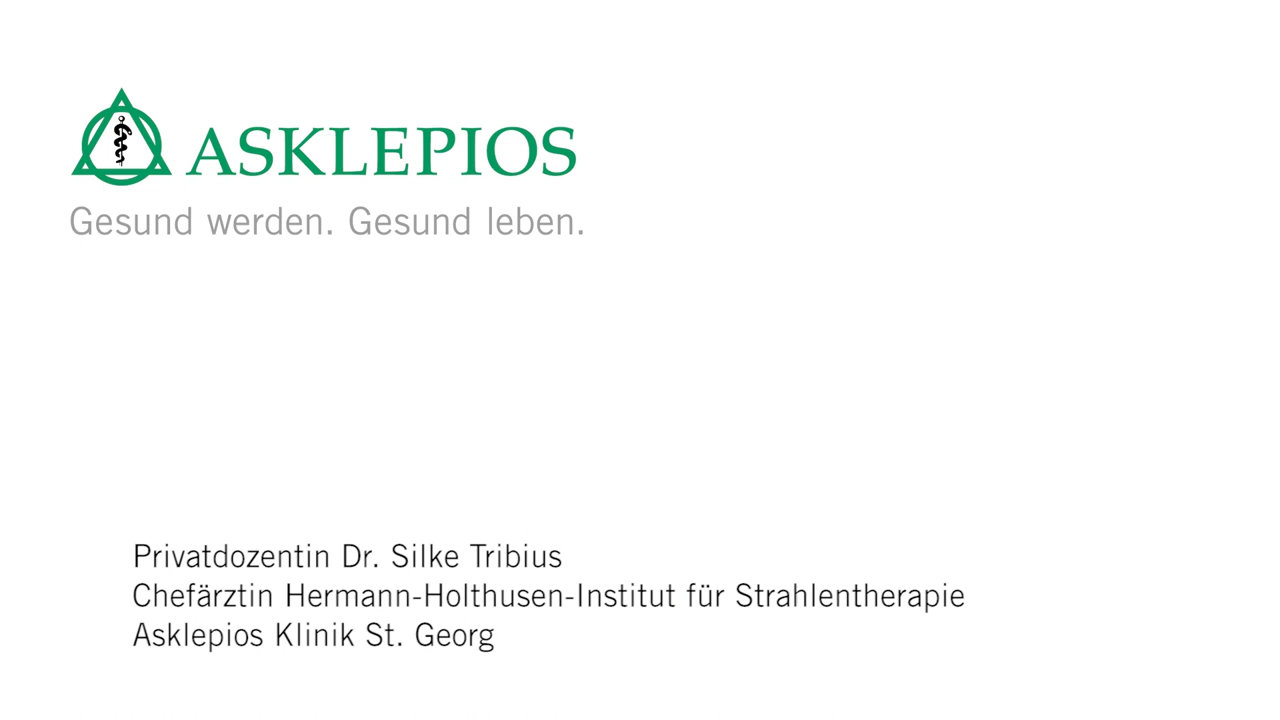 ASKLEPIOS
Gesund werden. Gesund leben.
Privatdozentin Dr. Silke Tribius
Chefärztin Hermann-Holthusen-Institut für Strahlentherapie
Asklepios Klinik St. Georg